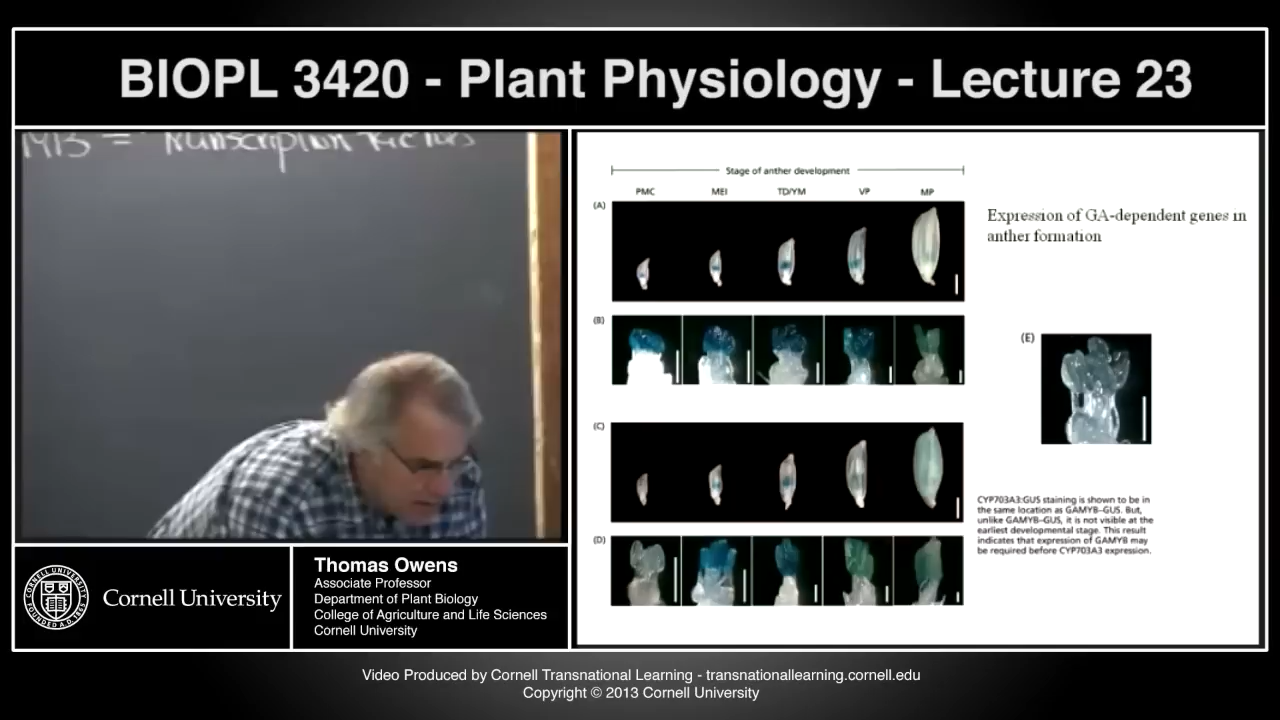 BIOPL 3420 - Plant Physiology - Lecture 23
MYB = Transcription factors
Stage of anther development
PMC MEI TD/YM VP MP
(A)
Expression of GA-dependent genes in
anther formation
(B)
(E)
(C)
CYP703A3:GUS staining is shown to be in
the same location as GAMYB–GUS. But,
unlike GAMYB–GUS, it is not visible at the
earliest developmental stage. This result
indicates that expression of GAMYB may
be required before CYP703A3 expression.
(D)
CORNELL UNIVERSITY
FOUNDED A.D. 1865
Cornell University
Thomas Owens
Associate Professor
Department of Plant Biology
College of Agriculture and Life Sciences
Cornell University
Video Produced by Cornell Transnational Learning - transnationallearning.cornell.edu
Copyright © 2013 Cornell University